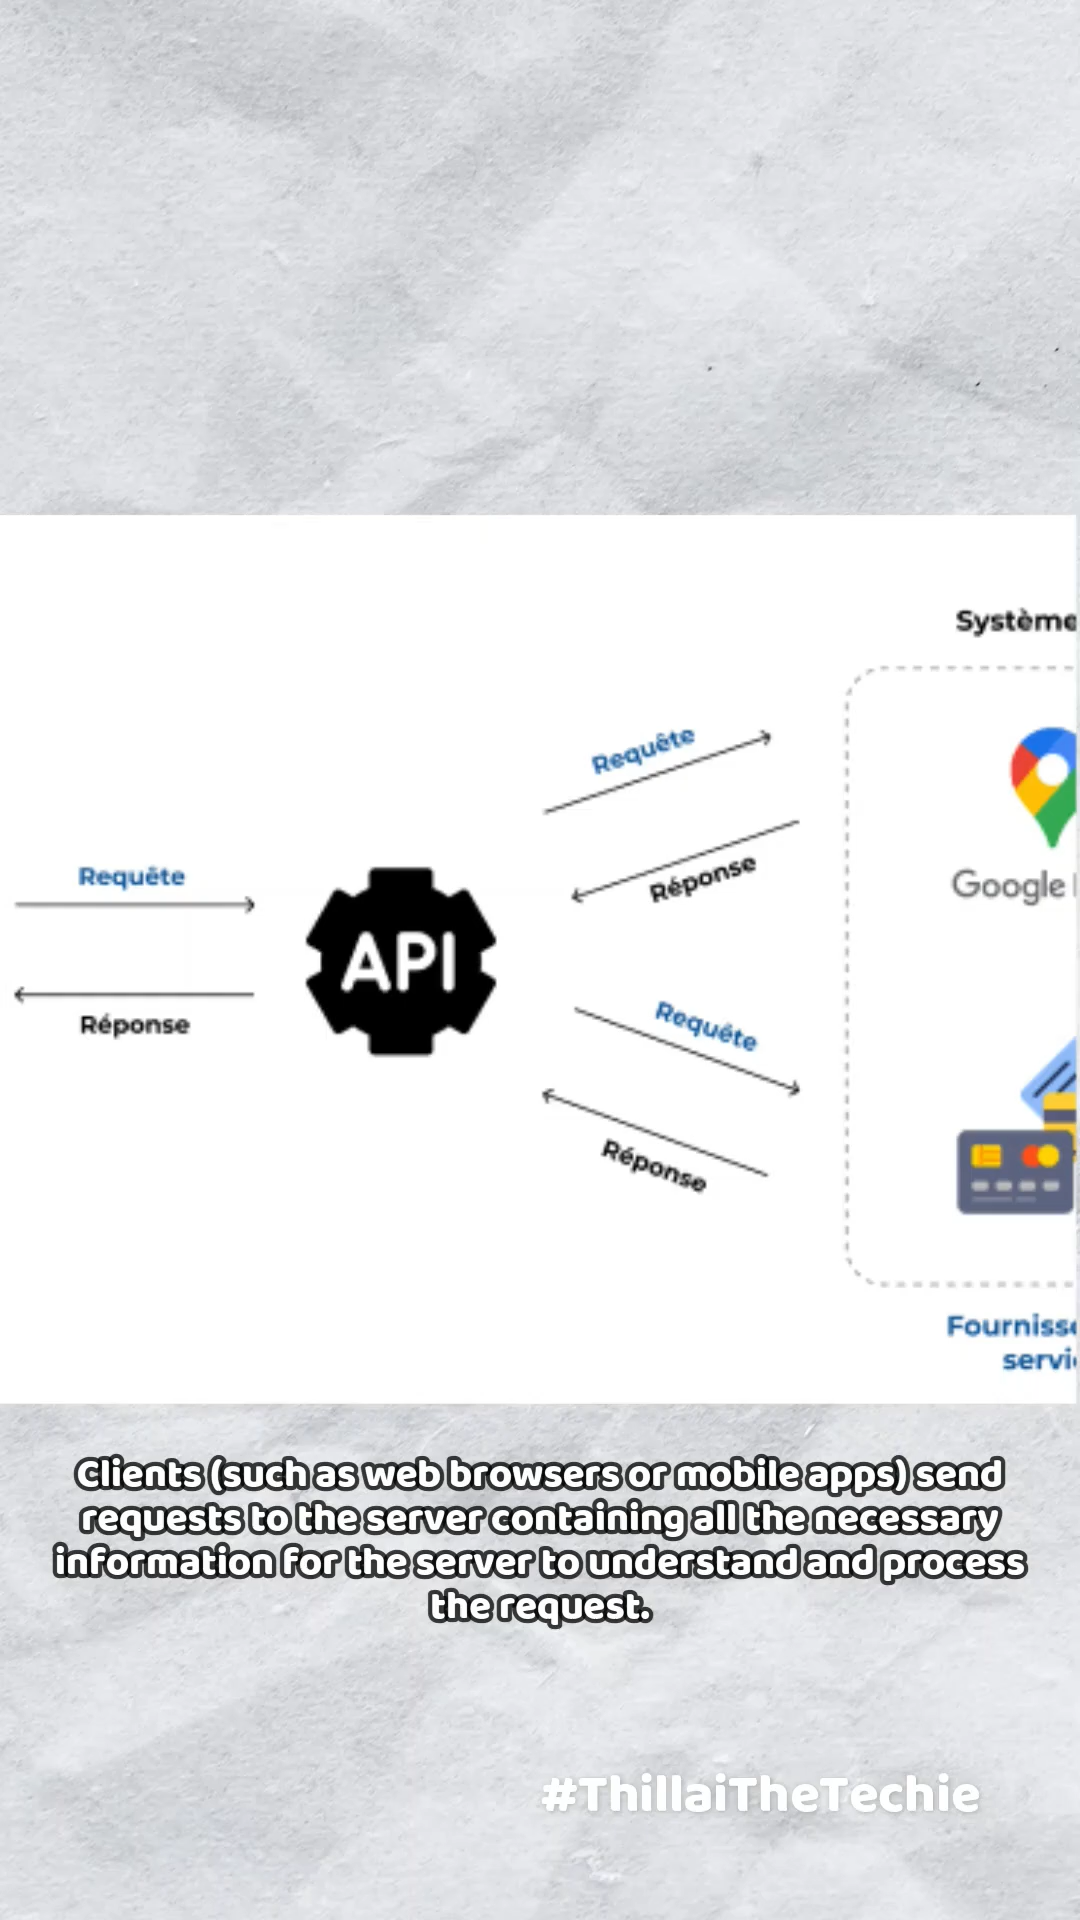 Système
Requête
Réponse
Google
Requête
API
Réponse
Requête
Réponse
Clients (such as web browsers or mobile apps) send
requests to the server containing all the necessary
information for the server to understand and process
the request.
#ThillaiTheTechie